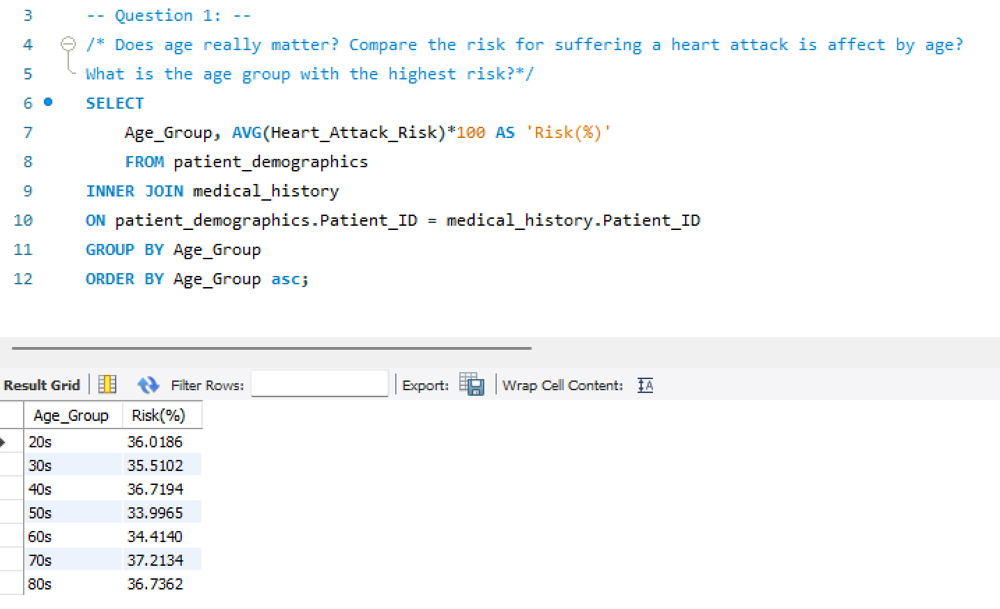 3 -- Question 1: --
4 /* Does age really matter? Compare the risk for suffering a heart attack is affect by age?
5 What is the age group with the highest risk?*/
6 SELECT
7 Age_Group, AVG(Heart_Attack_Risk)*100 AS 'Risk(%)'
8 FROM patient_demographics
9 INNER JOIN medical_history
10 ON patient_demographics.Patient_ID = medical_history.Patient_ID
11 GROUP BY Age_Group
12 ORDER BY Age_Group asc;
Result Grid Filter Rows: Export: Wrap Cell Content: IA
Age_Group Risk(%)
20s 36.0186
30s 35.5102
40s 36.7194
50s 33.9965
60s 34.4140
70s 37.2134
80s 36.7362